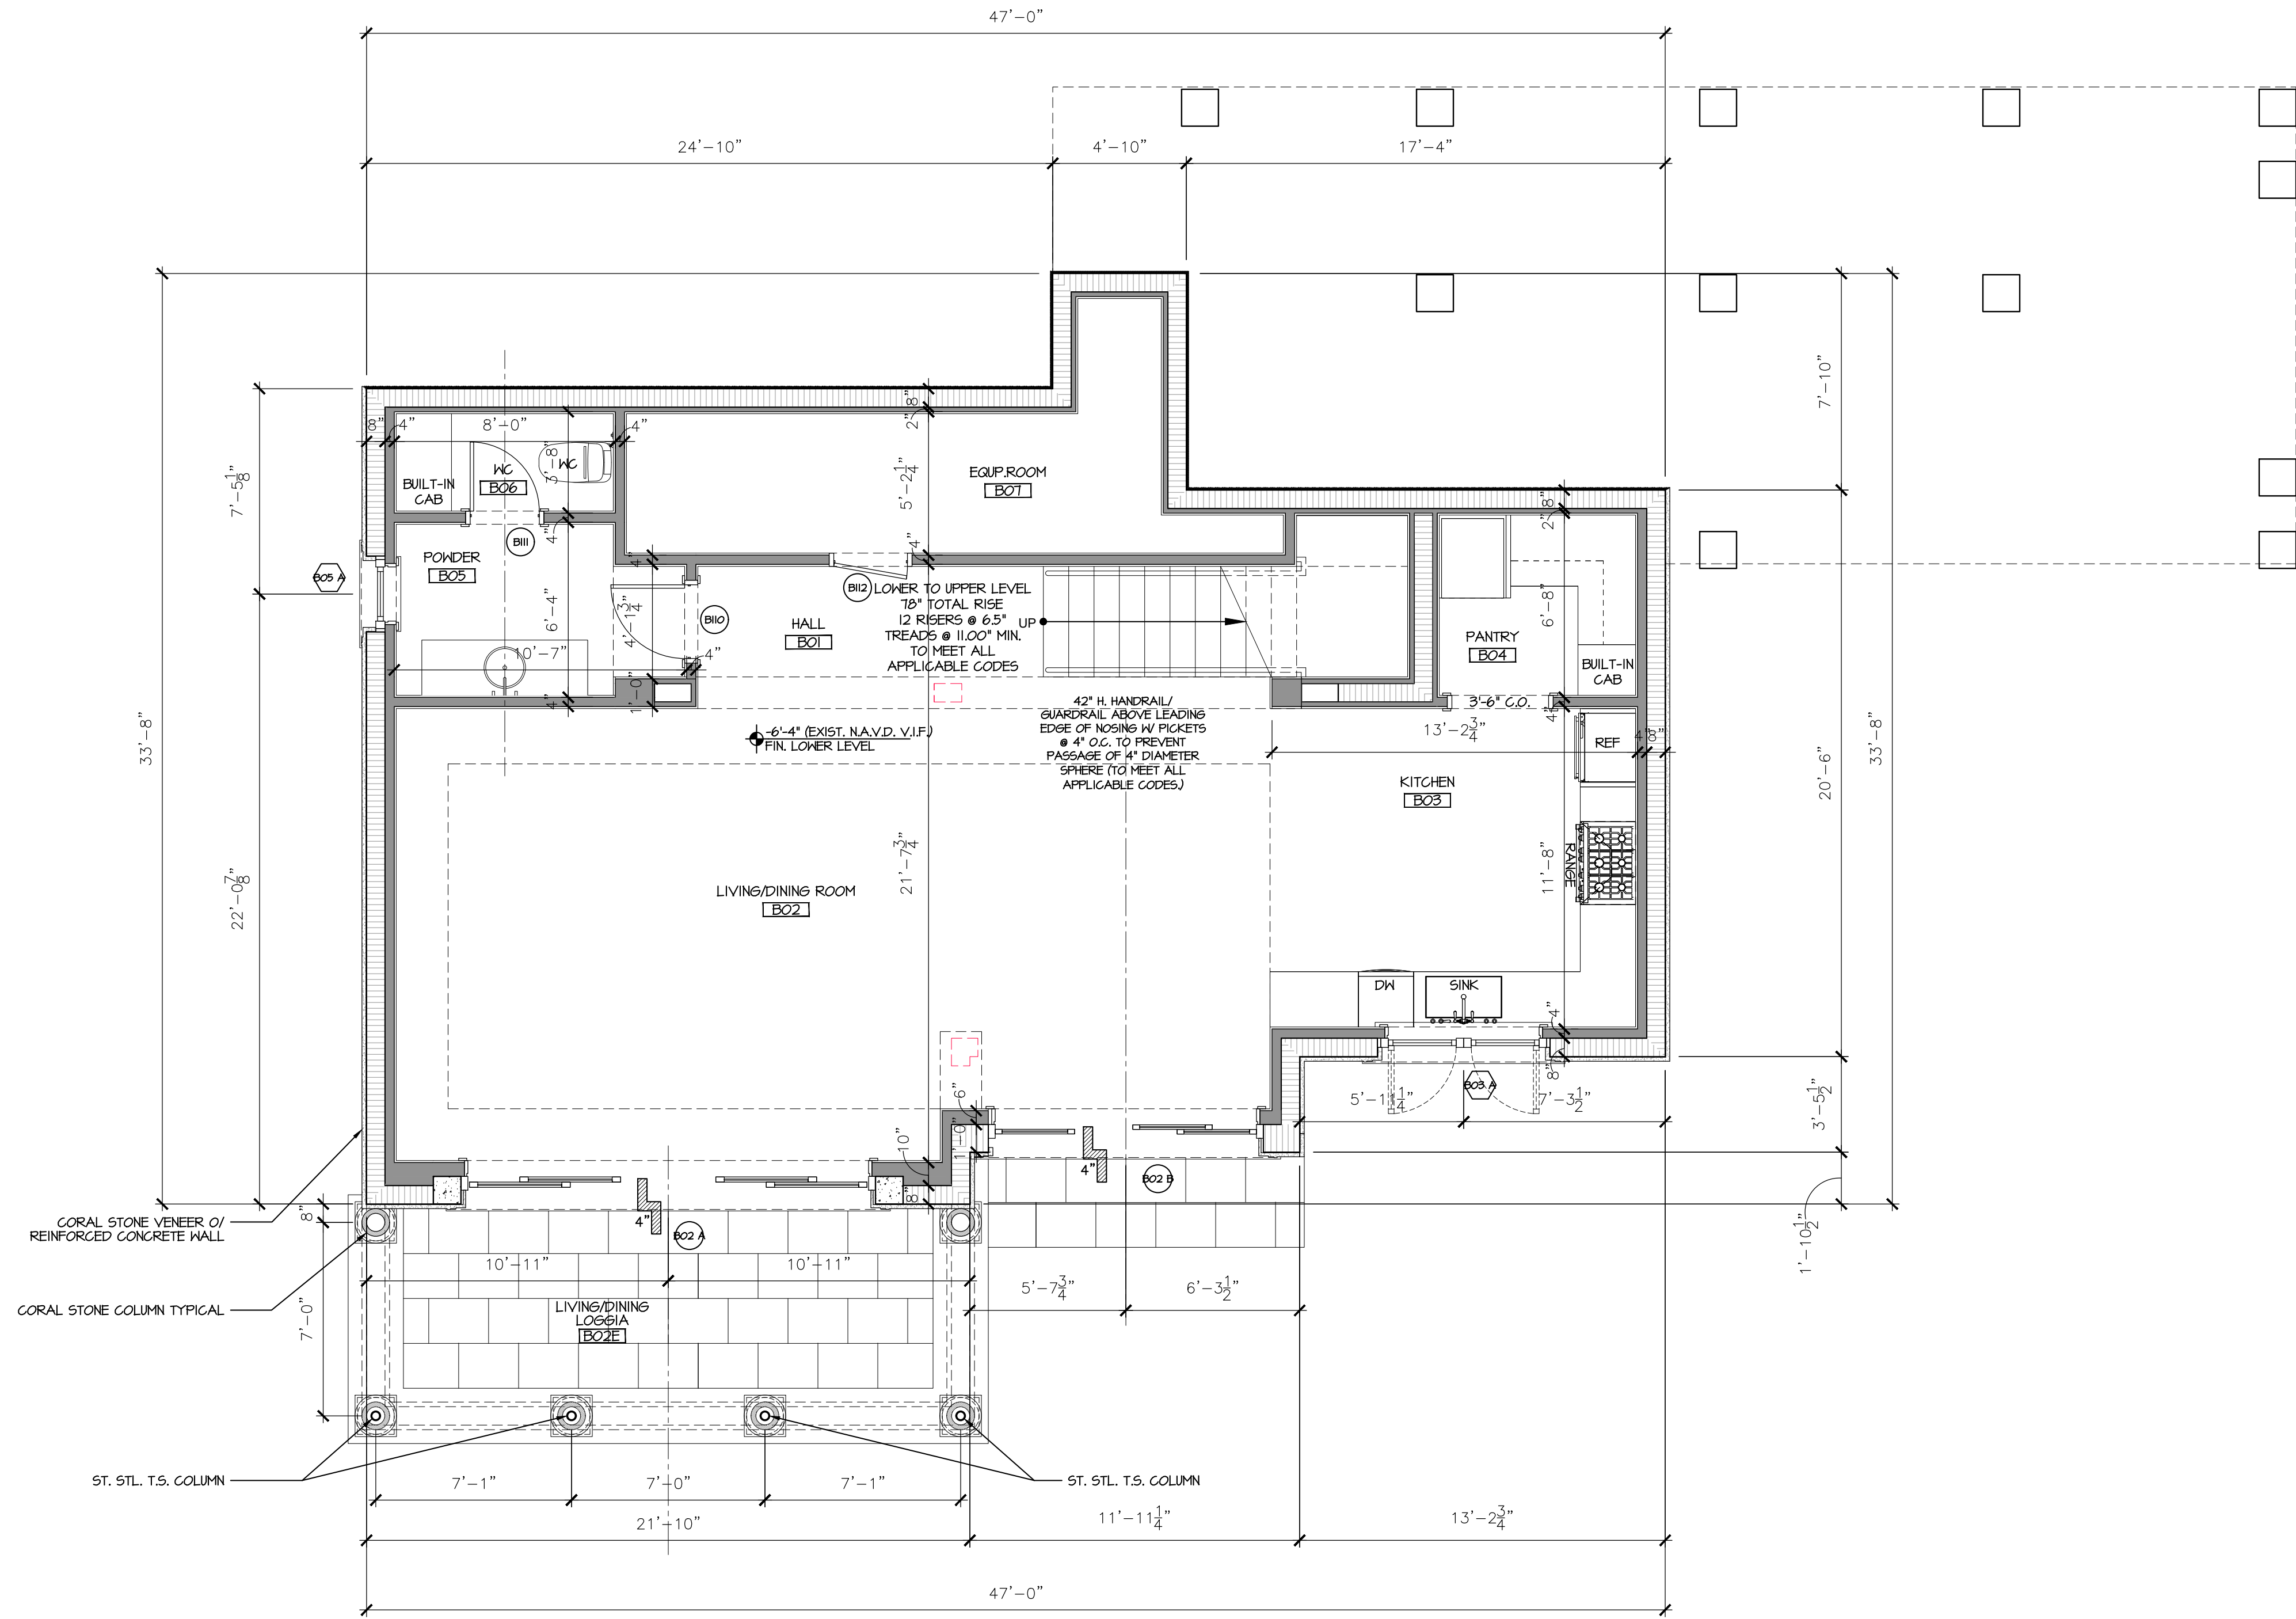 47'-0"
24'-10"
4'-10"
17'-4"
7'-10"
8"
4"
8'-0"
4"
8"
2"
7'-5 1/8"
WC
WC
B06
BUILT-IN
CAB
EQUP.ROOM
B07
5'-2 1/4"
4"
2"
8"
4"
B111
POWDER
B05
B05 A
4"
B112
LOWER TO UPPER LEVEL
78" TOTAL RISE
12 RISERS @ 6.5"
TREADS @ 11.00" MIN.
TO MEET ALL
APPLICABLE CODES
UP
6'-4"
4'-1 3/4"
B110
HALL
B01
6'-8"
PANTRY
B04
BUILT-IN
CAB
10'-7"
4"
1'-0"
4"
3'-6" C.O.
4"
42" H. HANDRAIL/
GUARDRAIL ABOVE LEADING
EDGE OF NOSING W/ PICKETS
@ 4" O.C. TO PREVENT
PASSAGE OF 4" DIAMETER
SPHERE (TO MEET ALL
APPLICABLE CODES.)
-6'-4" (EXIST. N.A.V.D. V.I.F.)
FIN. LOWER LEVEL
13'-2 3/4"
4"
8"
REF
33'-8"
20'-6"
33'-8"
KITCHEN
B03
21'-7 3/4"
11'-8"
RANGE
LIVING/DINING ROOM
B02
22'-0 7/8"
DW
SINK
4"
8"
B03 A
5'-11 1/4"
7'-3 1/2"
3'-5 1/2"
6"
1'-0"
10"
8"
4"
B02 B
4"
B02 A
1'-10 1/2"
CORAL STONE VENEER O/
REINFORCED CONCRETE WALL
8"
10'-11"
10'-11"
5'-7 3/4"
6'-3 1/2"
CORAL STONE COLUMN TYPICAL
7'-0"
LIVING/DINING
LOGGIA
B02E
ST. STL. T.S. COLUMN
7'-1"
7'-0"
7'-1"
ST. STL. T.S. COLUMN
21'-10"
11'-11 1/4"
13'-2 3/4"
47'-0"